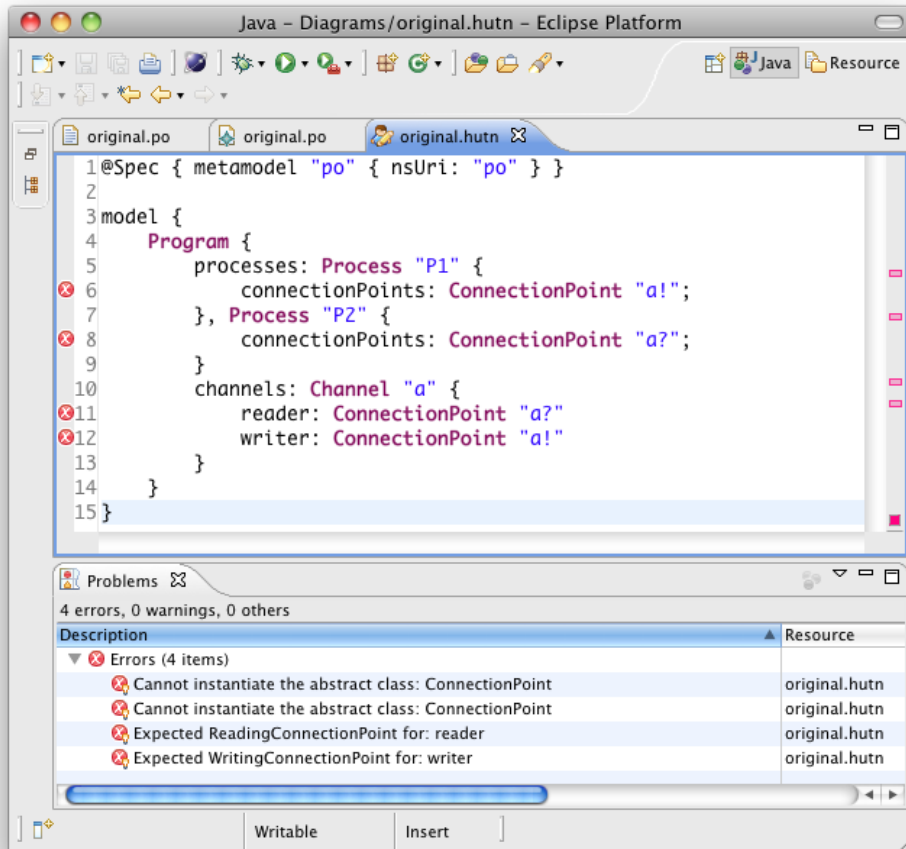 Java – Diagrams/original.hutn – Eclipse Platform
Java Resource
original.po original.po original.hutn
1 @Spec { metamodel "po" { nsUri: "po" } }
2
3 model {
4 Program {
5 processes: Process "P1" {
6 connectionPoints: ConnectionPoint "a!";
7 }, Process "P2" {
8 connectionPoints: ConnectionPoint "a?";
9 }
10 channels: Channel "a" {
11 reader: ConnectionPoint "a?"
12 writer: ConnectionPoint "a!"
13 }
14 }
15 }
Problems
4 errors, 0 warnings, 0 others
Description Resource
Errors (4 items)
Cannot instantiate the abstract class: ConnectionPoint original.hutn
Cannot instantiate the abstract class: ConnectionPoint original.hutn
Expected ReadingConnectionPoint for: reader original.hutn
Expected WritingConnectionPoint for: writer original.hutn
Writable Insert